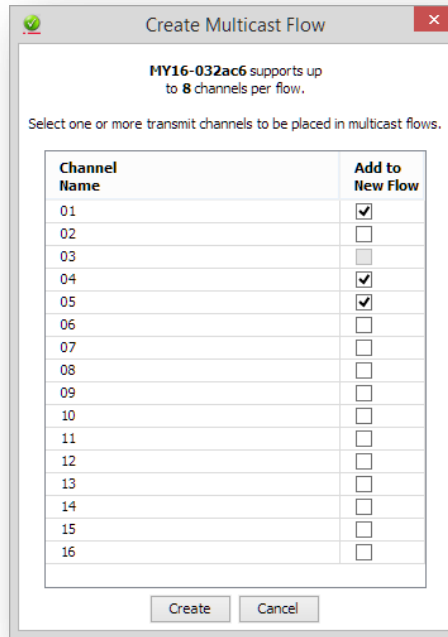 Create Multicast Flow
MY16-032ac6 supports up
to 8 channels per flow.
Select one or more transmit channels to be placed in multicast flows.
Channel Name Add to New Flow
01
02
03
04
05
06
07
08
09
10
11
12
13
14
15
16
Create Cancel